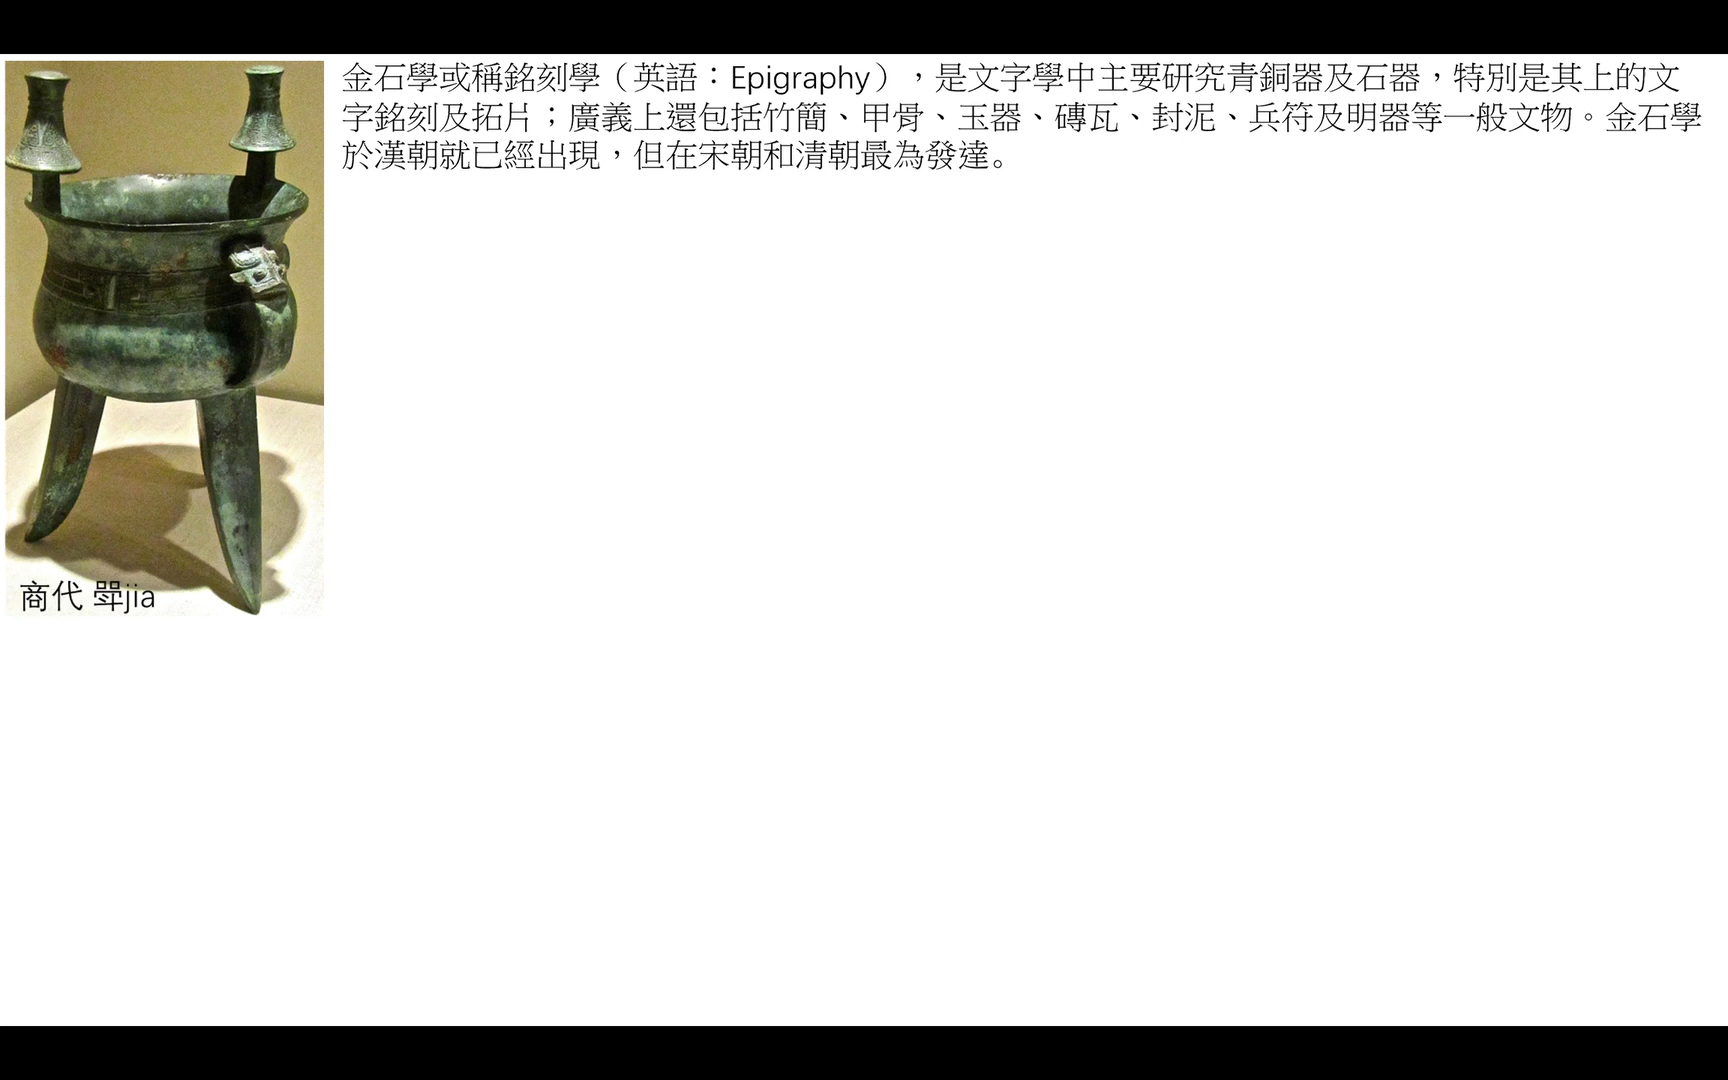 金石學或稱銘刻學（英語：Epigraphy），是文字學中主要研究青銅器及石器，特別是其上的文
字銘刻及拓片；廣義上還包括竹簡、甲骨、玉器、磚瓦、封泥、兵符及明器等一般文物。金石學
於漢朝就已經出現，但在宋朝和清朝最為發達。
商代 斝jia